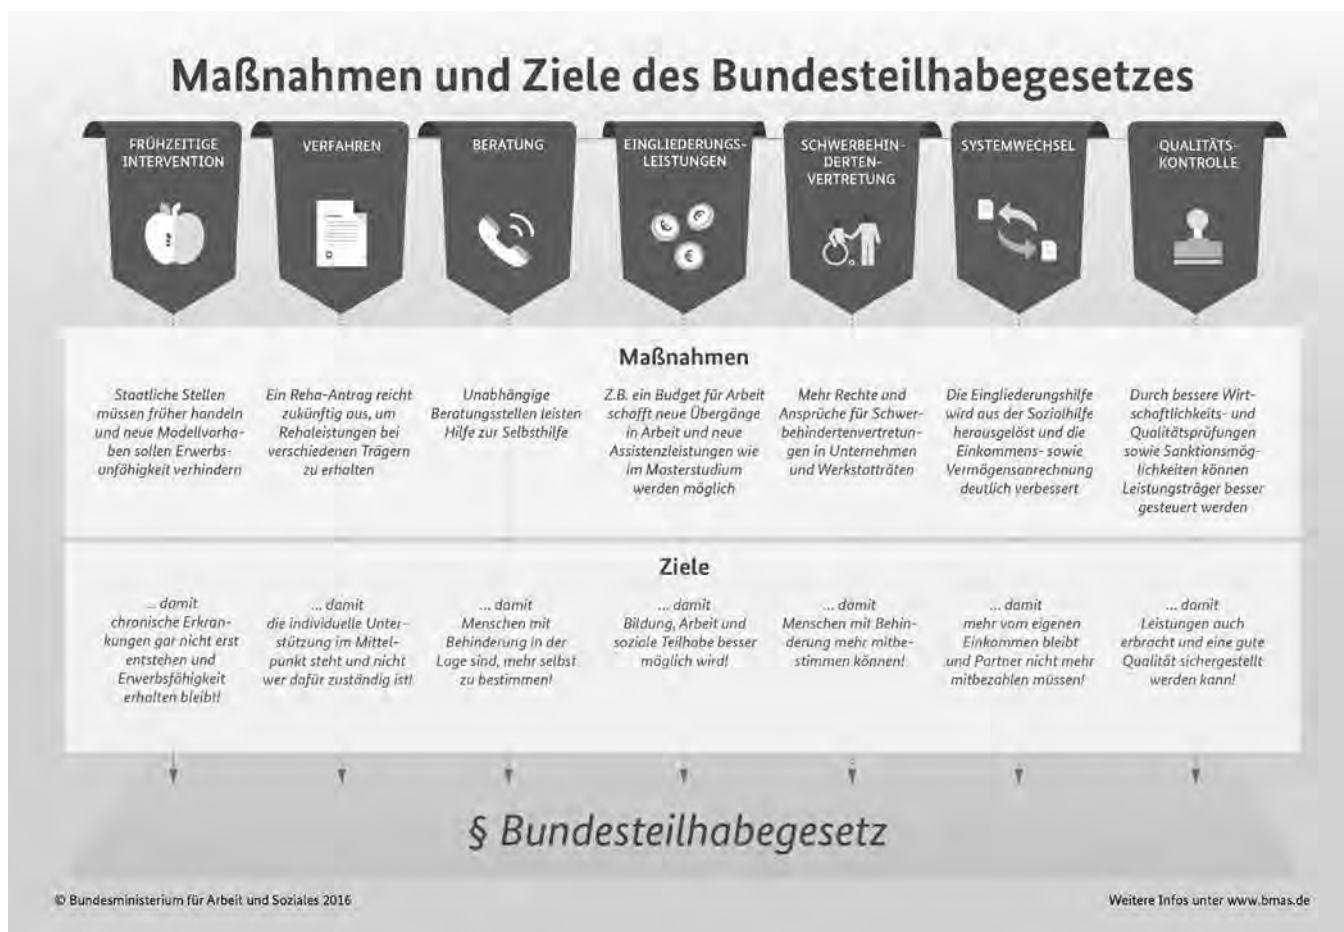 Maßnahmen und Ziele des Bundesteilhabegesetzes
FRÜHZEITIGE
INTERVENTION
VERFAHREN
BERATUNG
EINGLIEDERUNGS-
LEISTUNGEN
SCHWERBEHIN-
DERTEN-
VERTRETUNG
SYSTEMWECHSEL
QUALITÄTS-
KONTROLLE
Maßnahmen
Staatliche Stellen
müssen früher handeln
und neue Modellvorha-
ben sollen Erwerbs-
unfähigkeit verhindern
Ein Reha-Antrag reicht
zukünftig aus, um
Rehaleistungen bei
verschiedenen Trägern
zu erhalten
Unabhängige
Beratungsstellen leisten
Hilfe zur Selbsthilfe
Z.B. ein Budget für Arbeit
schafft neue Übergänge
in Arbeit und neue
Assistenzleistungen wie
im Masterstudium
werden möglich
Mehr Rechte und
Ansprüche für Schwer-
behindertenvertretun-
gen in Unternehmen
und Werkstatträten
Die Eingliederungshilfe
wird aus der Sozialhilfe
herausgelöst und die
Einkommens- sowie
Vermögensanrechnung
deutlich verbessert
Durch bessere Wirt-
schaftlichkeits- und
Qualitätsprüfungen
sowie Sanktionsmög-
lichkeiten können
Leistungsträger besser
gesteuert werden
Ziele
... damit
chronische Erkran-
kungen gar nicht erst
entstehen und
Erwerbsfähigkeit
erhalten bleibt!
... damit
die individuelle Unter-
stützung im Mittel-
punkt steht und nicht
wer dafür zuständig ist!
... damit
Menschen mit
Behinderung in der
Lage sind, mehr selbst
zu bestimmen!
... damit
Bildung, Arbeit und
soziale Teilhabe besser
möglich wird!
... damit
Menschen mit Behin-
derung mehr mitbe-
stimmen können!
... damit
mehr vom eigenen
Einkommen bleibt
und Partner nicht mehr
mitbezahlen müssen!
... damit
Leistungen auch
erbracht und eine gute
Qualität sichergestellt
werden kann!
§ Bundesteilhabegesetz
© Bundesministerium für Arbeit und Soziales 2016
Weitere Infos unter www.bmas.de